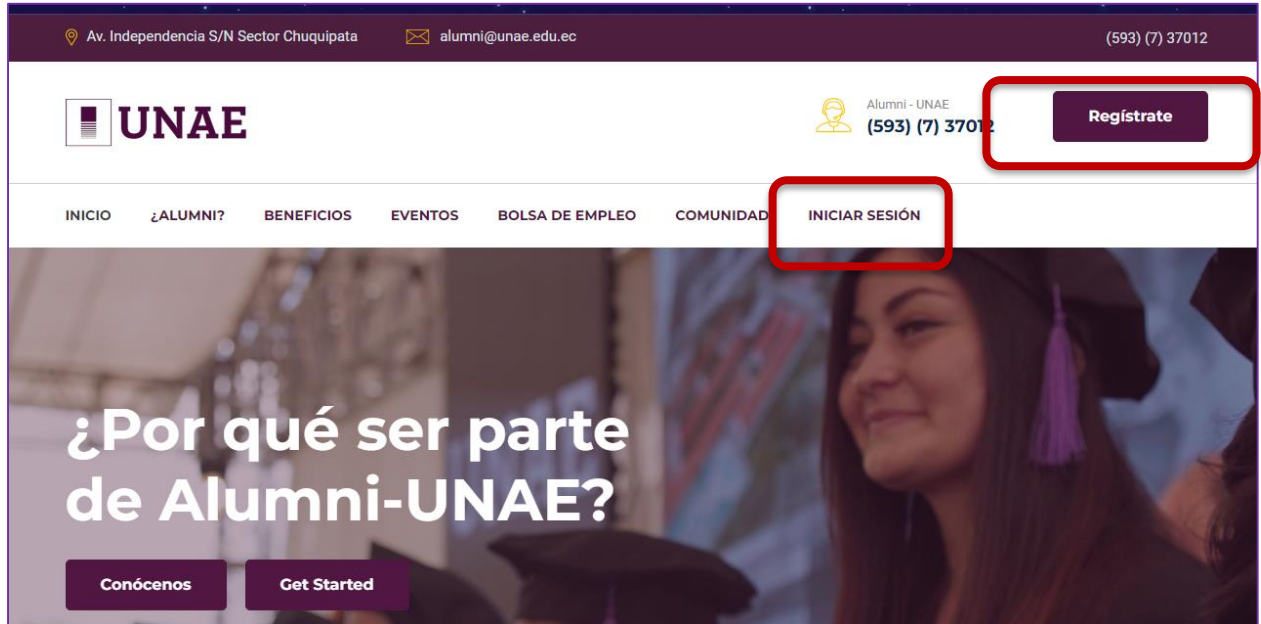 Av. Independencia S/N Sector Chuquipata alumni@unae.edu.ec (593) (7) 37012
UNAE
Alumni - UNAE
(593) (7) 37012
Regístrate
INICIO ¿ALUMNI? BENEFICIOS EVENTOS BOLSA DE EMPLEO COMUNIDAD INICIAR SESIÓN
¿Por qué ser parte
de Alumni-UNAE?
Conócenos Get Started